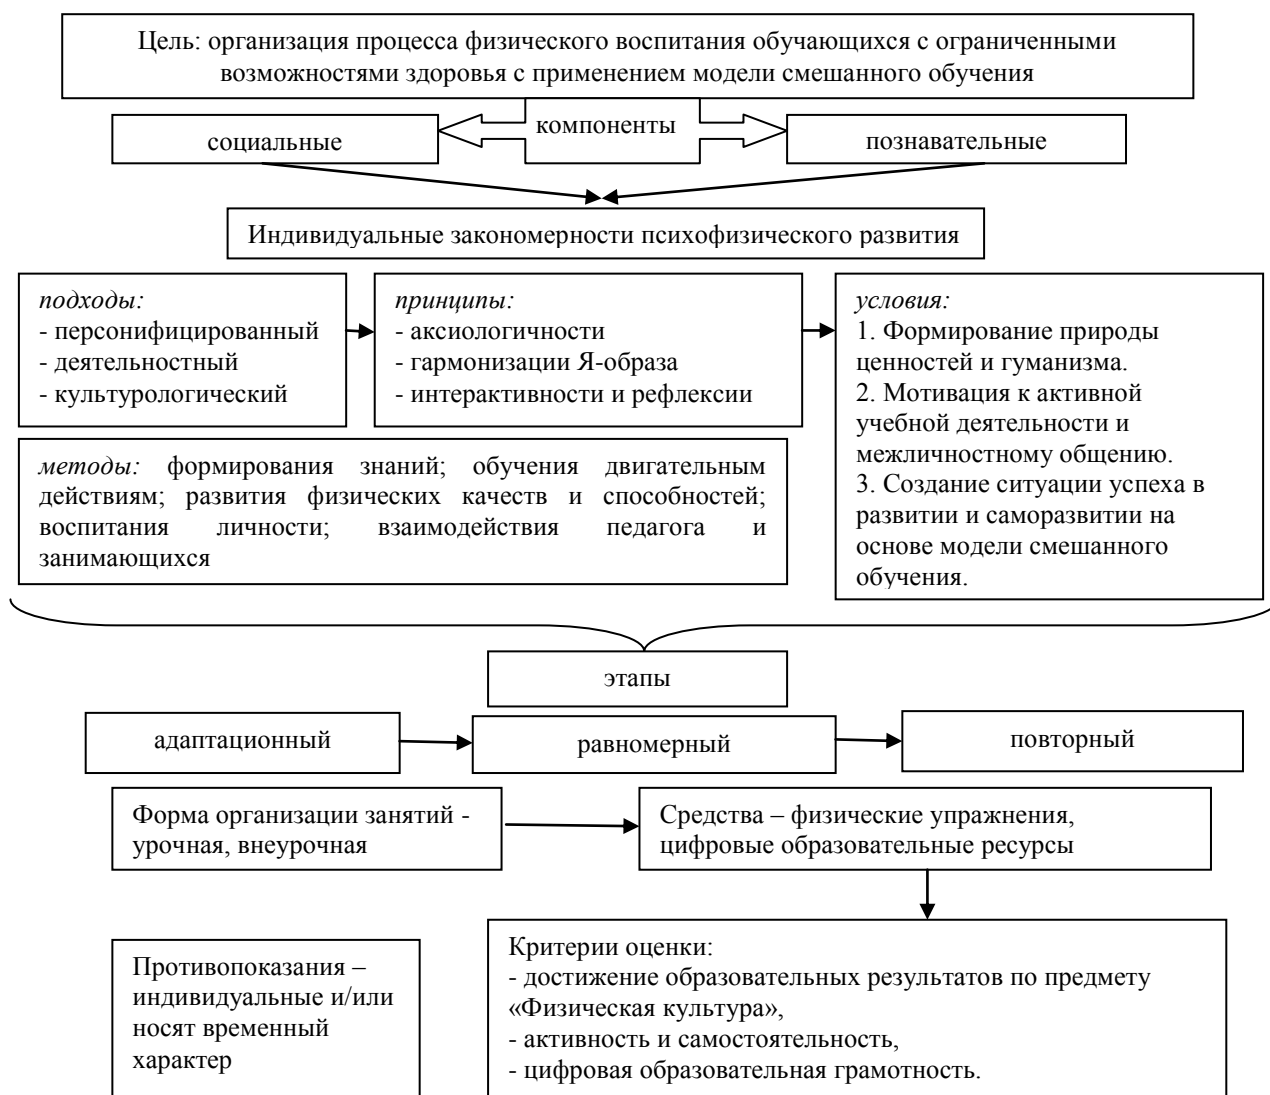 Цель: организация процесса физического воспитания обучающихся с ограниченными
возможностями здоровья с применением модели смешанного обучения
компоненты
социальные
познавательные
Индивидуальные закономерности психофизического развития
подходы:
- персонифицированный
- деятельностный
- культурологический
принципы:
- аксиологичности
- гармонизации Я-образа
- интерактивности и рефлексии
условия:
1. Формирование природы
ценностей и гуманизма.
2. Мотивация к активной
учебной деятельности и
межличностному общению.
3. Создание ситуации успеха в
развитии и саморазвитии на
основе модели смешанного
обучения.
методы: формирования знаний; обучения двигательным
действиям; развития физических качеств и способностей;
воспитания личности; взаимодействия педагога и
занимающихся
этапы
адаптационный
равномерный
повторный
Форма организации занятий -
урочная, внеурочная
Средства – физические упражнения,
цифровые образовательные ресурсы
Противопоказания –
индивидуальные и/или
носят временный
характер
Критерии оценки:
- достижение образовательных результатов по предмету
«Физическая культура»,
- активность и самостоятельность,
- цифровая образовательная грамотность.